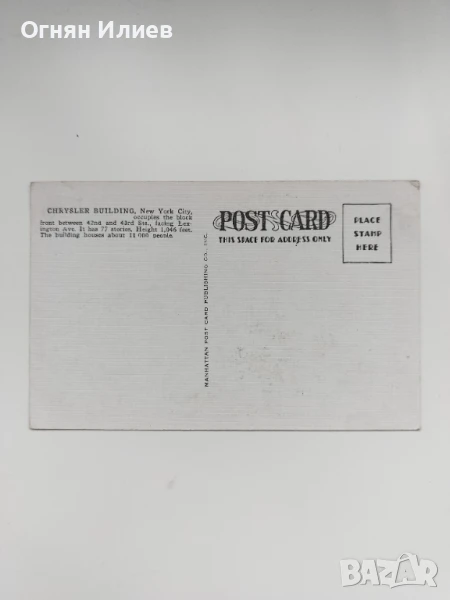 Огнян Илиев
CHRYSLER BUILDING, New York City,
occupies the block
front between 42nd and 43rd Sts., facing Lex-
ington Ave. It has 77 stories. Height 1,046 feet.
The building houses about 11 000 people.
MANHATTAN POST CARD PUBLISHING CO., INC.
POST CARD
THIS SPACE FOR ADDRESS ONLY
PLACE
STAMP
HERE
BAZAR